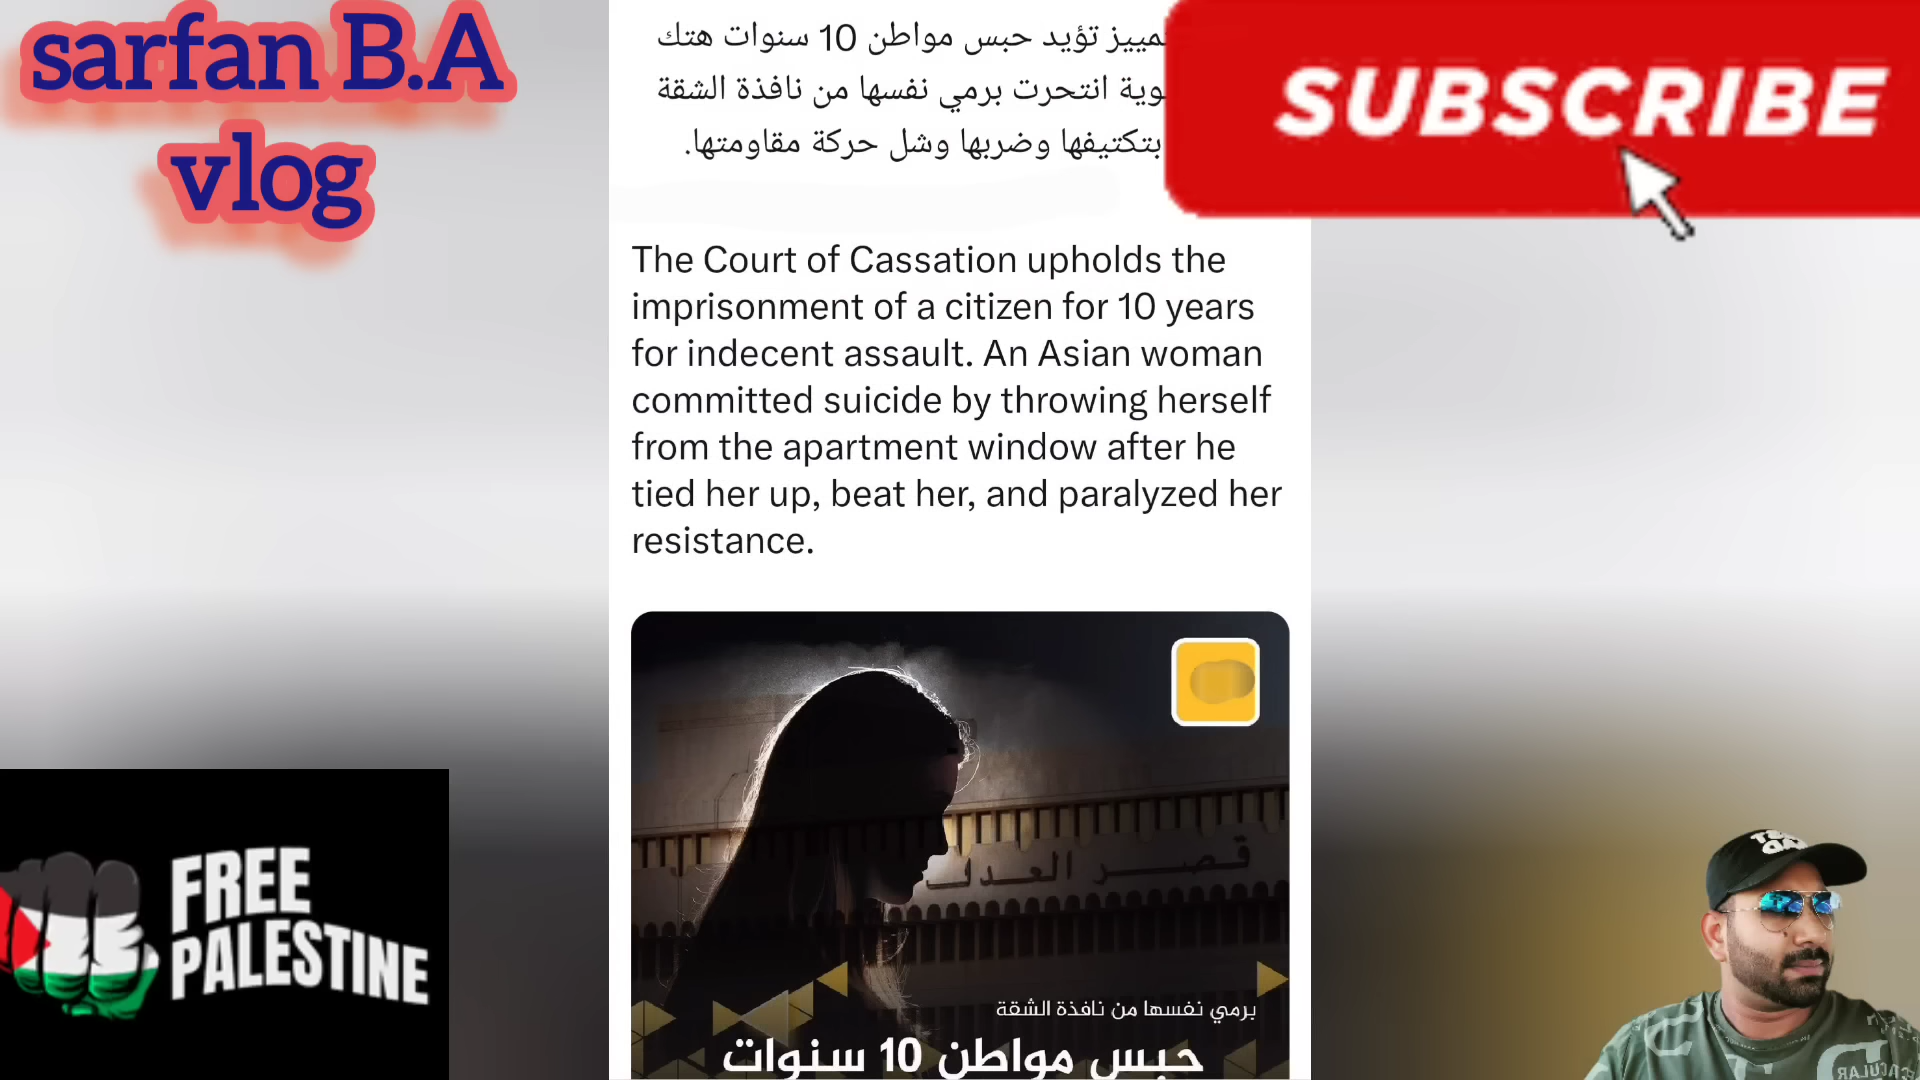 sarfan B.A
vlog
تؤيد حبس مواطن 10 سنوات هتك
انتحرت برمي نفسها من نافذة الشقة
بتكتيفها وضربها وشل حركة مقاومتها.
SUBSCRIBE
The Court of Cassation upholds the
imprisonment of a citizen for 10 years
for indecent assault. An Asian woman
committed suicide by throwing herself
from the apartment window after he
tied her up, beat her, and paralyzed her
resistance.
قصر العدل
برمي نفسها من نافذة الشقة
حبس مواطن 10 سنوات
FREE
PALESTINE